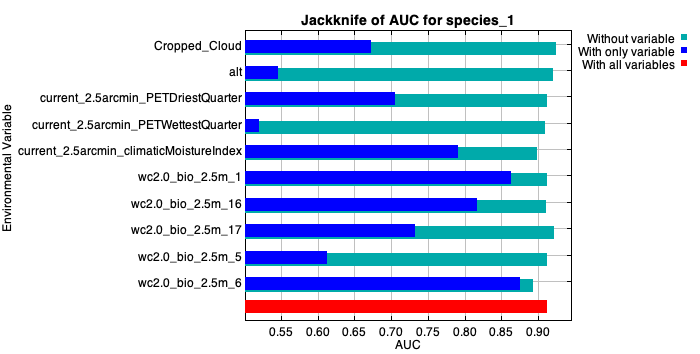 Jackknife of AUC for species_1
Without variable
With only variable
With all variables
Environmental Variable
Cropped_Cloud
alt
current_2.5arcmin_PETDriestQuarter
current_2.5arcmin_PETWettestQuarter
current_2.5arcmin_climaticMoistureIndex
wc2.0_bio_2.5m_1
wc2.0_bio_2.5m_16
wc2.0_bio_2.5m_17
wc2.0_bio_2.5m_5
wc2.0_bio_2.5m_6
0.55 0.60 0.65 0.70 0.75 0.80 0.85 0.90
AUC